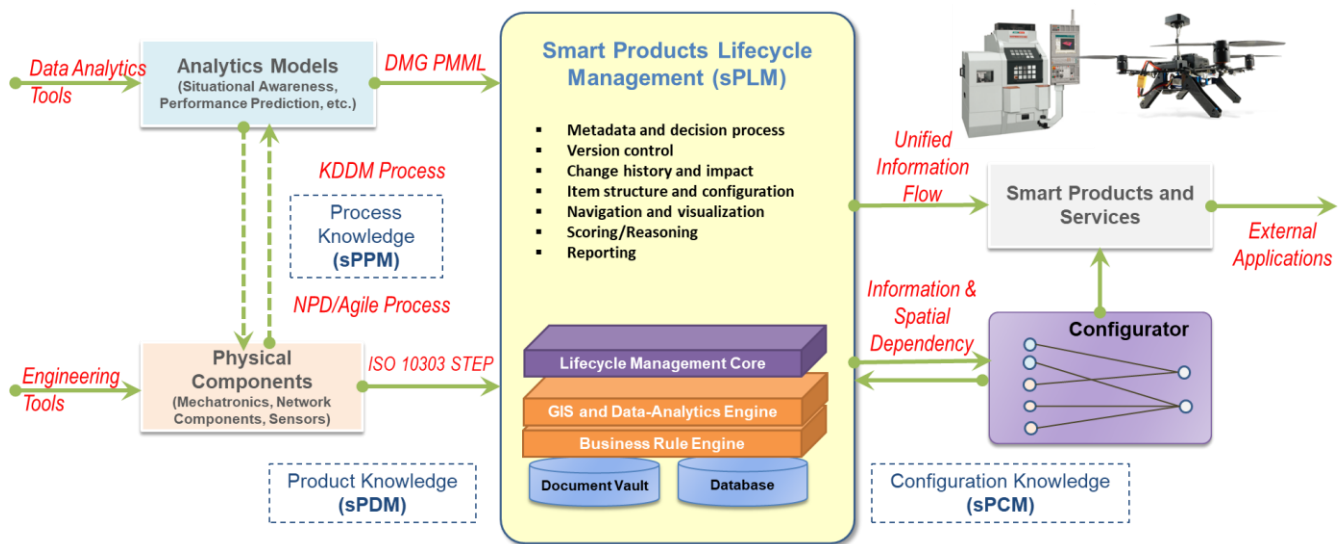 Data Analytics
Tools
Analytics Models
(Situational Awareness,
Performance Prediction, etc.)
DMG PMML
KDDM Process
Process
Knowledge
(sPPM)
NPD/Agile Process
Engineering
Tools
Physical
Components
(Mechatronics, Network
Components, Sensors)
ISO 10303 STEP
Product Knowledge
(sPDM)
Smart Products Lifecycle
Management (sPLM)
▪ Metadata and decision process
▪ Version control
▪ Change history and impact
▪ Item structure and configuration
▪ Navigation and visualization
▪ Scoring/Reasoning
▪ Reporting
Lifecycle Management Core
GIS and Data-Analytics Engine
Business Rule Engine
Document Vault
Database
Unified
Information
Flow
Smart Products and
Services
External
Applications
Information &
Spatial
Dependency
Configurator
Configuration Knowledge
(sPCM)